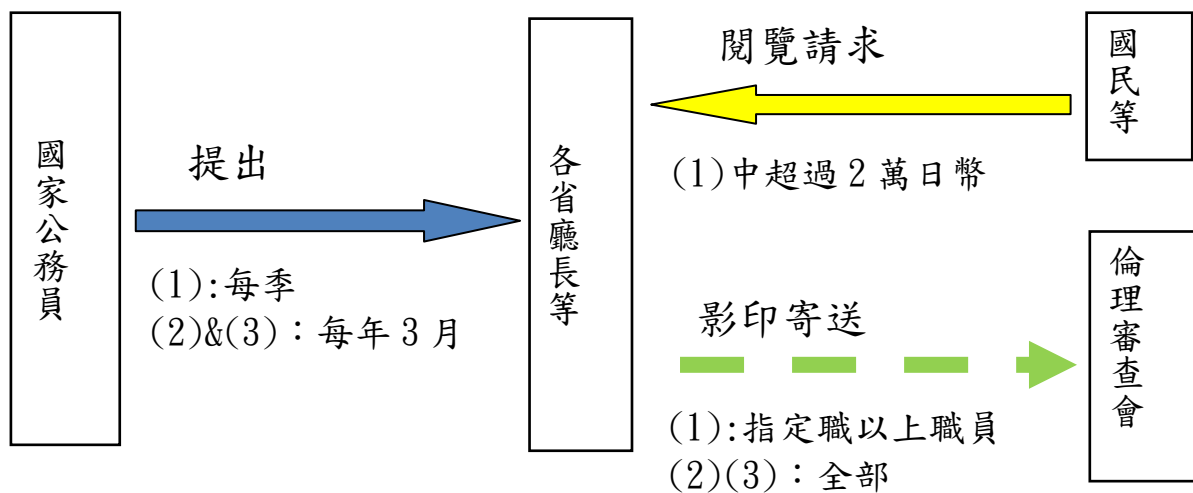 國家公務員
提出
(1):每季
(2)&(3)：每年3月
各省廳長等
閱覽請求
(1)中超過2萬日幣
國民等
影印寄送
(1):指定職以上職員
(2)(3)：全部
倫理審查會